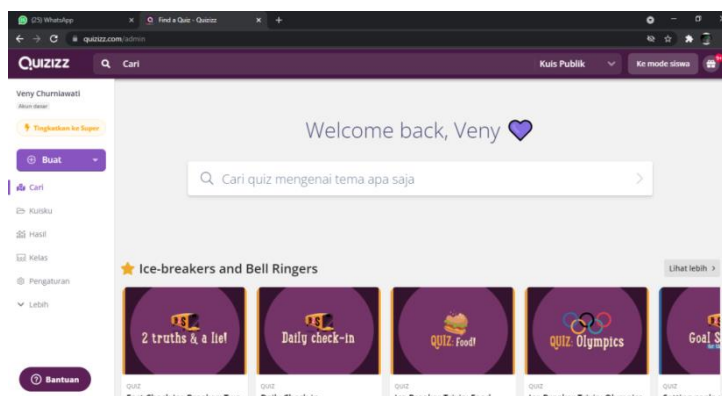 (25) WhatsApp
Find a Quiz - Quizizz
quizizz.com/admin
QUIZIZZ
Cari
Kuis Publik
Ke mode siswa
Veny Churniawati
Akun dasar
Tingkatkan ke Super
Buat
Cari
Kuisku
Hasil
Kelas
Pengaturan
Lebih
Bantuan
Welcome back, Veny
Cari quiz mengenai tema apa saja
Ice-breakers and Bell Ringers
Lihat lebih
2 truths & a lie!
Daily check-in
QUIZ: Food!
QUIZ: Olympics
Goal
QUIZ
QUIZ
QUIZ
QUIZ
QUIZ